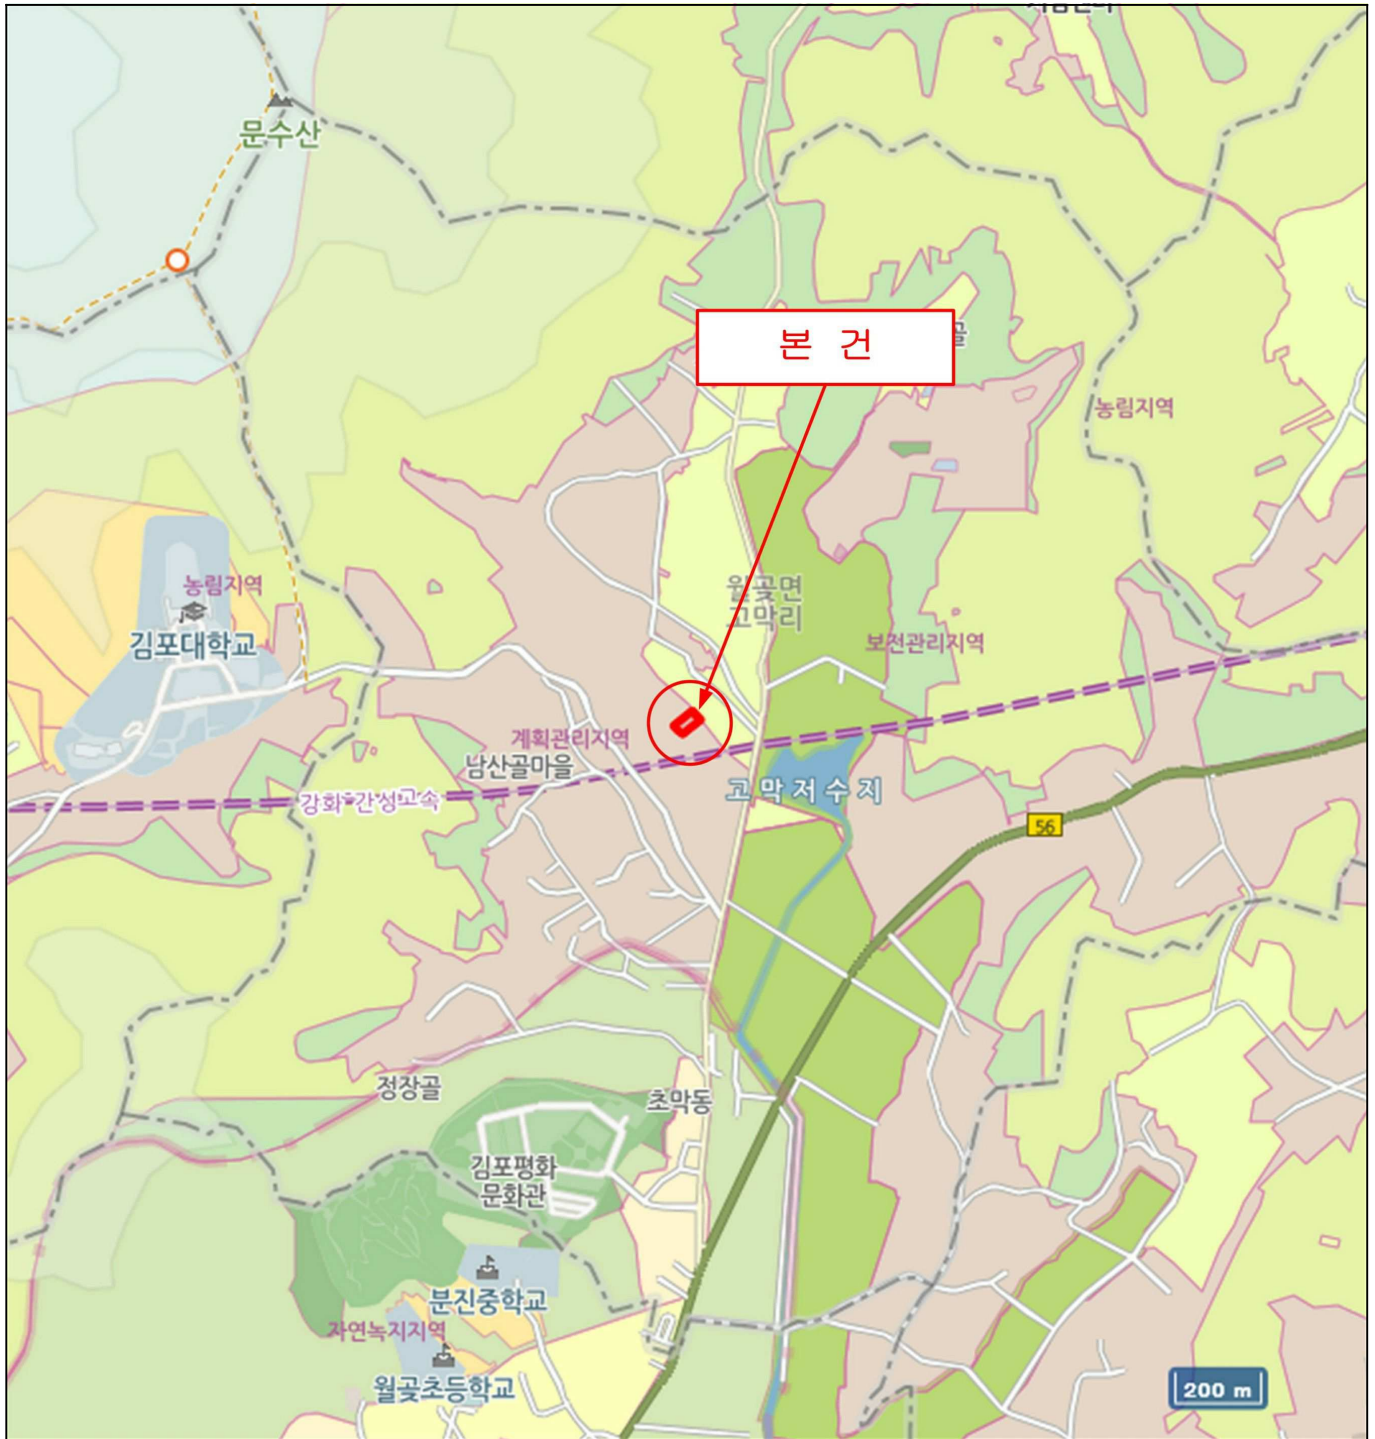 문수산
본 건
골
농림지역
농림지역
김포대학교
월곶면
고막리
보전관리지역
계획관리지역
남산골마을
강화~간성고속
고막저수지
56
정장골
초막동
김포평화
문화관
분진중학교
자연녹지지역
월곶초등학교
200 m